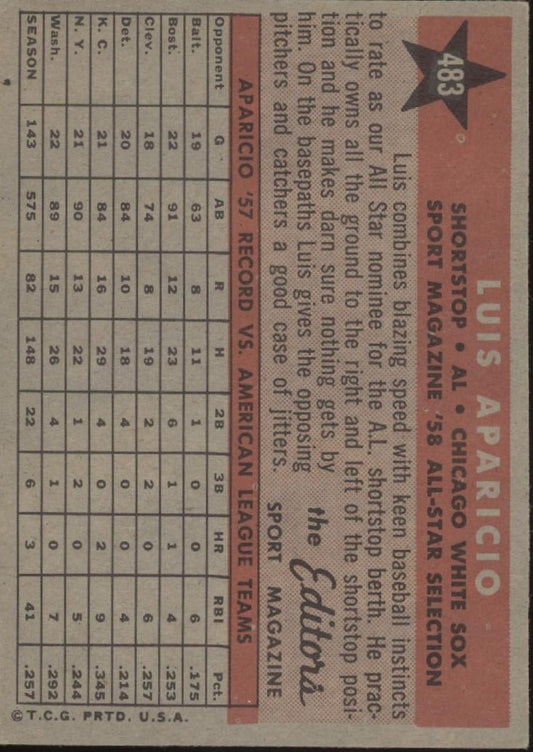 483
LUIS APARICIO
SHORTSTOP • AL • CHICAGO WHITE SOX
SPORT MAGAZINE '58 ALL-STAR SELECTION
Luis combines blazing speed with keen baseball instincts
to rate as our All Star nominee for the A.L. shortstop berth. He prac-
tically owns all the ground to the right and left of the shortstop posi-
tion and he makes darn sure nothing gets by
him. On the basepaths Luis gives the opposing
pitchers and catchers a good case of jitters.
the Editors
SPORT MAGAZINE
APARICIO '57 RECORD VS. AMERICAN LEAGUE TEAMS
Opponent G AB R H 2B 3B HR RBI Pct.
Balt. 19 63 8 11 1 0 0 6 .175
Bost. 22 91 12 23 6 1 1 4 .253
Clev. 18 74 8 19 2 2 0 6 .257
Det. 20 84 10 18 4 0 0 4 .214
K. C. 21 84 16 29 4 0 2 9 .345
N. Y. 21 90 13 22 1 2 0 5 .244
Wash. 22 89 15 26 4 1 0 7 .292
SEASON 143 575 82 148 22 6 3 41 .257
©T.C.G. PRTD. U.S.A.